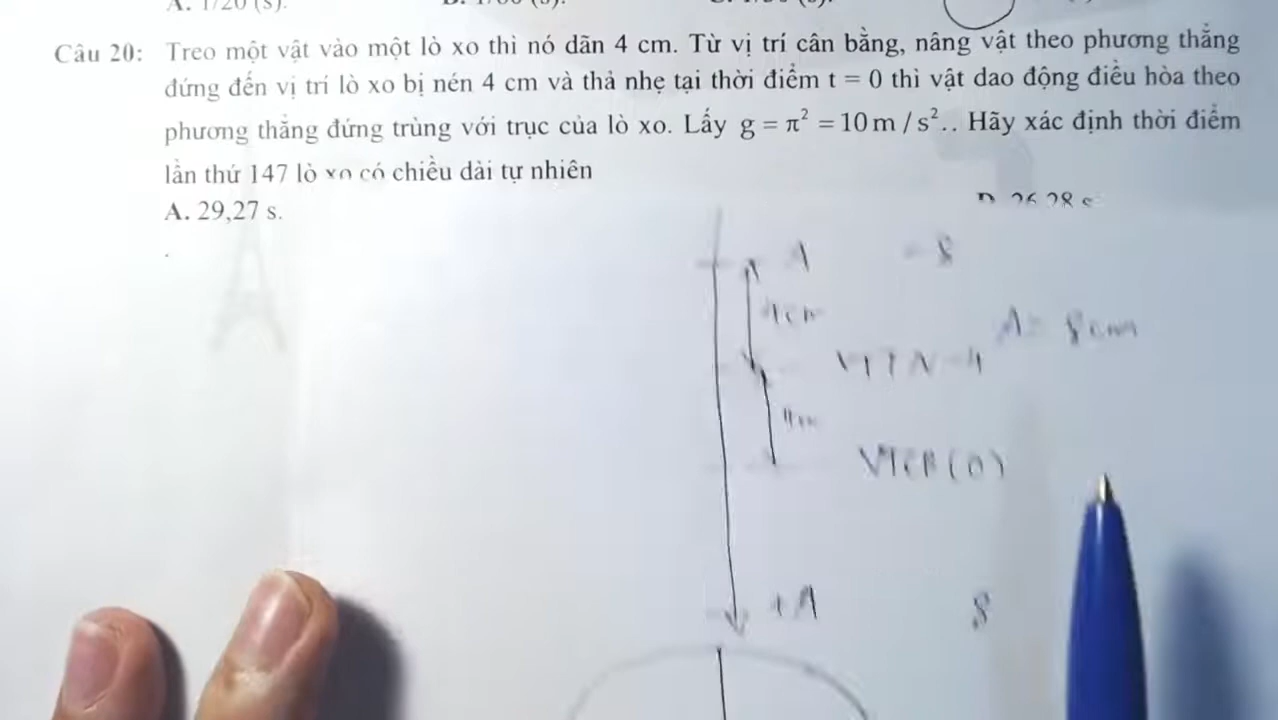 A. 1/20 (s).
Câu 20: Treo một vật vào một lò xo thì nó dãn 4 cm. Từ vị trí cân bằng, nâng vật theo phương thẳng
đứng đến vị trí lò xo bị nén 4 cm và thả nhẹ tại thời điểm t = 0 thì vật dao động điều hòa theo
phương thẳng đứng trùng với trục của lò xo. Lấy g = π² = 10 m / s².. Hãy xác định thời điểm
lần thứ 147 lò xo có chiều dài tự nhiên
A. 29,27 s.
A - 8
4cm A = 8cm
VTTN -4
4cm
VTCB (0)
+A 8